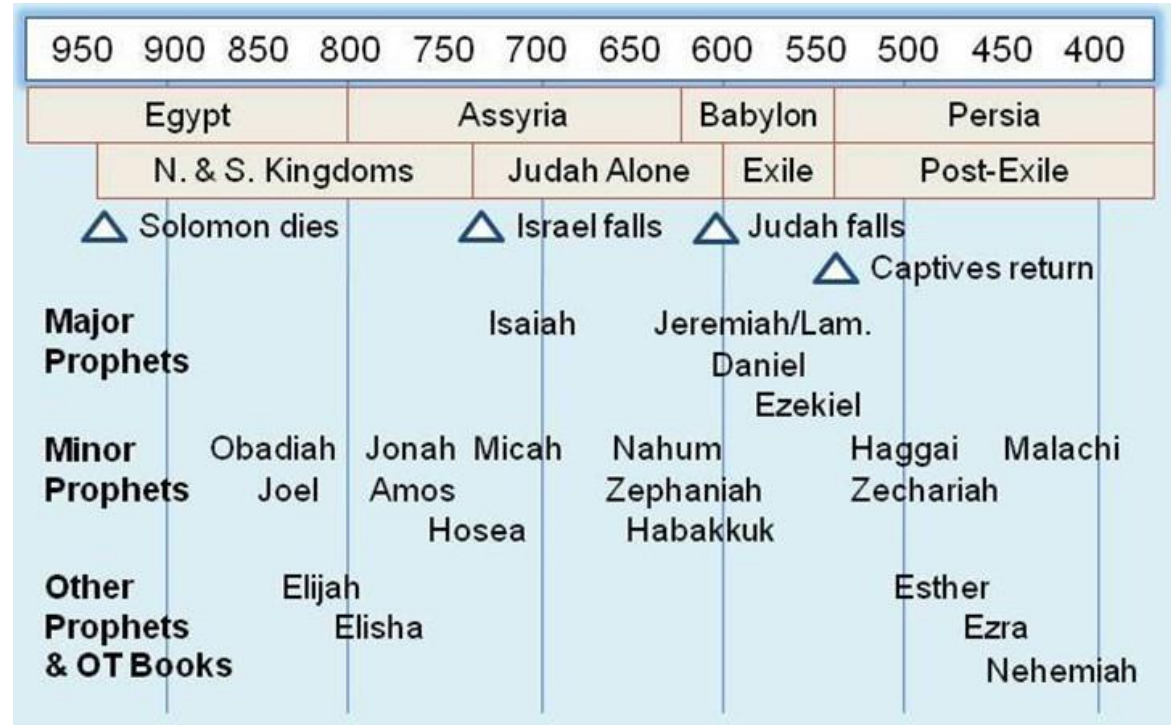 950 900 850 800 750 700 650 600 550 500 450 400
Egypt Assyria Babylon Persia
N. & S. Kingdoms Judah Alone Exile Post-Exile
Solomon dies Israel falls Judah falls
Captives return
Major Isaiah Jeremiah/Lam.
Prophets Daniel
Ezekiel
Minor Obadiah Jonah Micah Nahum Haggai Malachi
Prophets Joel Amos Zephaniah Zechariah
Hosea Habakkuk
Other Elijah Esther
Prophets Elisha Ezra
& OT Books Nehemiah